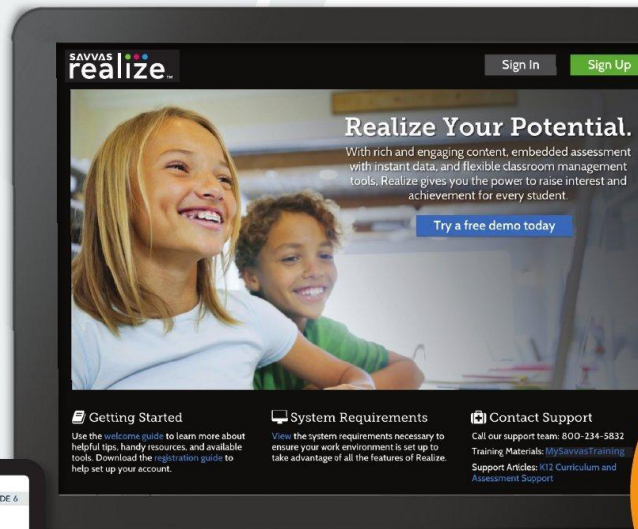 SAVVAS
realize™
Sign In
Sign Up
Realize Your Potential.
With rich and engaging content, embedded assessment
with instant data, and flexible classroom management
tools, Realize gives you the power to raise interest and
achievement for every student.
Try a free demo today
Getting Started
Use the welcome guide to learn more about
helpful tips, handy resources, and available
tools. Download the registration guide to
help set up your account.
System Requirements
View the system requirements necessary to
ensure your work environment is set up to
take advantage of all the features of Realize.
Contact Support
Call our support team: 800-234-5832
Training Materials: MySavvasTraining
Support Articles: K12 Curriculum and
Assessment Support
DE 6